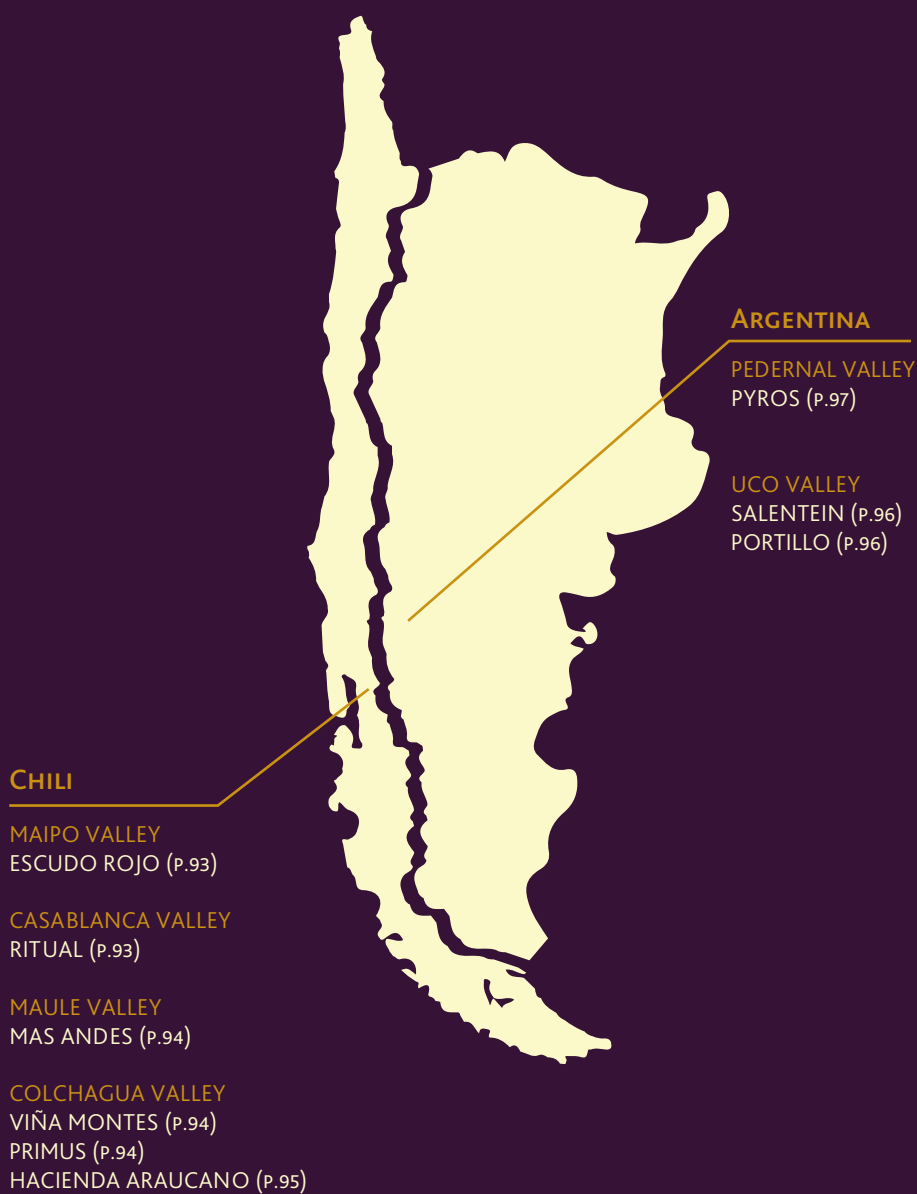 Argentina
PEDERNAL VALLEY
PYROS (P.97)
UCO VALLEY
SALENTEIN (P.96)
PORTILLO (P.96)
Chili
MAIPO VALLEY
ESCUDO ROJO (P.93)
CASABLANCA VALLEY
RITUAL (P.93)
MAULE VALLEY
MAS ANDES (P.94)
COLCHAGUA VALLEY
VIÑA MONTES (P.94)
PRIMUS (P.94)
HACIENDA ARAUCANO (P.95)